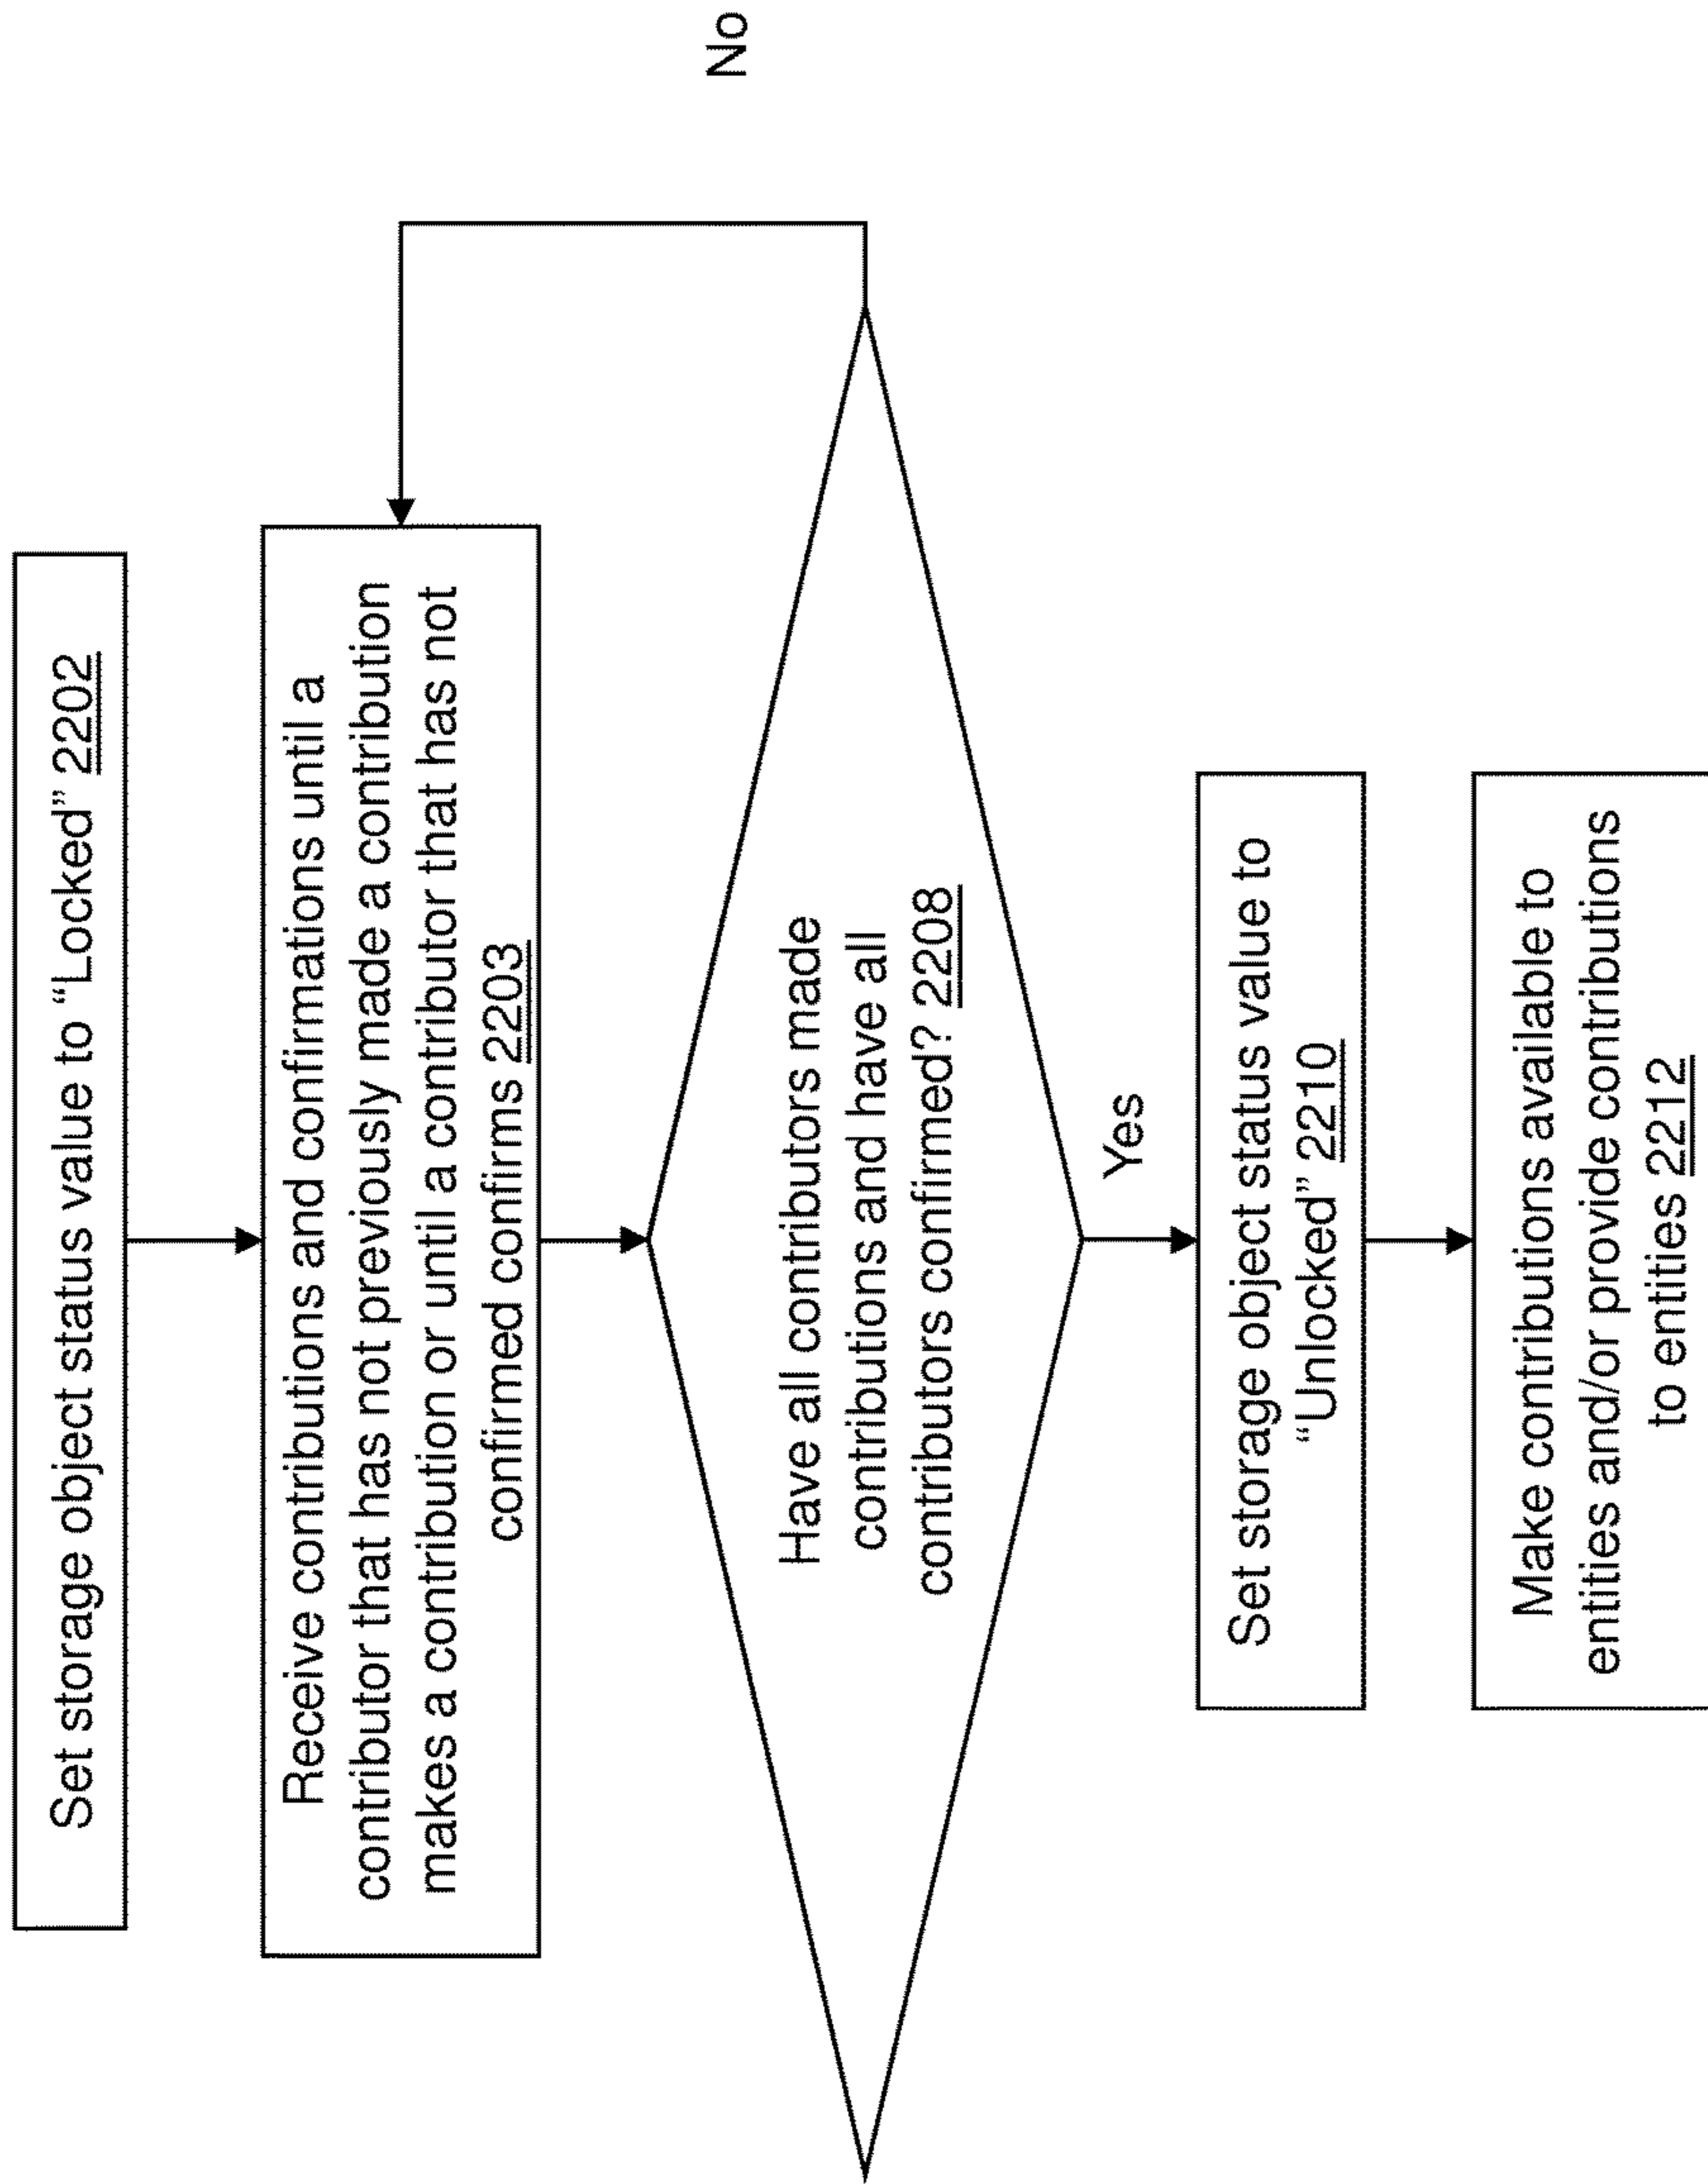 Set storage object status value to “Locked” 2202
Receive contributions and confirmations until a
contributor that has not previously made a contribution
makes a contribution or until a contributor that has not
confirmed confirms 2203
No
Have all contributors made
contributions and have all
contributors confirmed? 2208
Yes
Set storage object status value to
“Unlocked” 2210
Make contributions available to
entities and/or provide contributions
to entities 2212